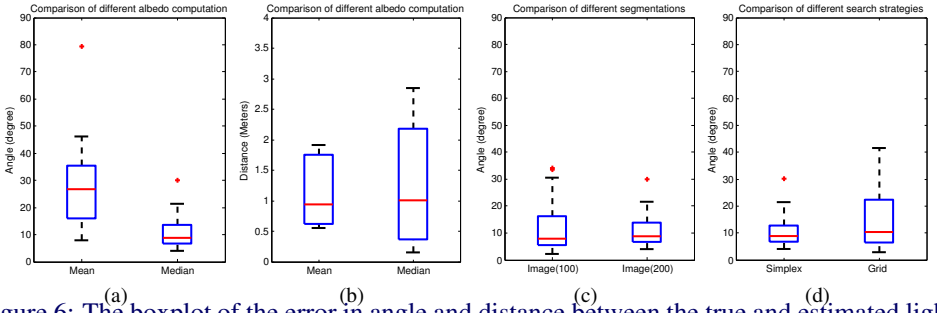 Comparison of different albedo computation
90
80
70
60
50
40
30
20
10
0
Angle (degree)
Mean Median
(a)
Comparison of different albedo computation
4
3.5
3
2.5
2
1.5
1
0.5
0
Distance (Meters)
Mean Median
(b)
Comparison of different segmentations
90
80
70
60
50
40
30
20
10
0
Angle (degree)
Image(100) Image(200)
(c)
Comparison of different search strategies
90
80
70
60
50
40
30
20
10
0
Angle (degree)
Simplex Grid
(d)
gure 6: The boxplot of the error in angle and distance between the true and estimated ligh